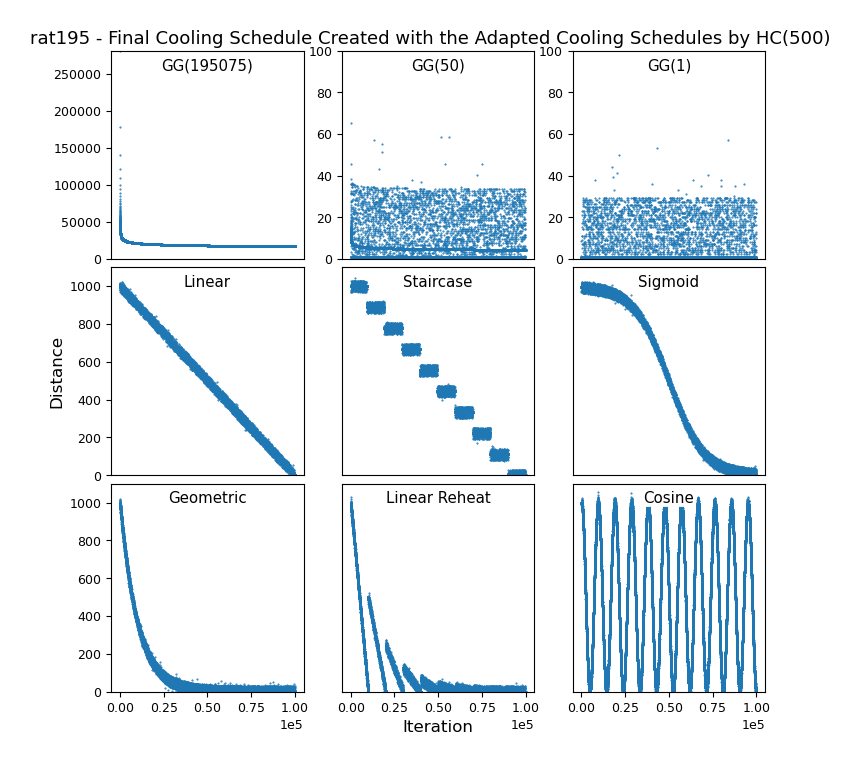 rat195 - Final Cooling Schedule Created with the Adapted Cooling Schedules by HC(500)
GG(195075)
GG(50)
GG(1)
250000
200000
150000
100000
50000
0
100
80
60
40
20
0
100
80
60
40
20
0
Linear
Staircase
Sigmoid
Distance
1000
800
600
400
200
0
Geometric
Linear Reheat
Cosine
1000
800
600
400
200
0
0.00 0.25 0.50 0.75 1.00
1e5
0.00 0.25 0.50 0.75 1.00
1e5
0.00 0.25 0.50 0.75 1.00
1e5
Iteration